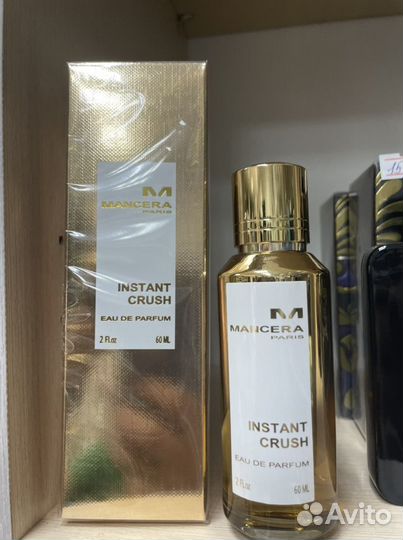 M
MANCERA
PARIS
INSTANT
CRUSH
EAU DE PARFUM
2 Fl.oz 60 ML
M
MANCERA
PARIS
INSTANT
CRUSH
EAU DE PARFUM
2 Fl.oz 60 ML
Avito